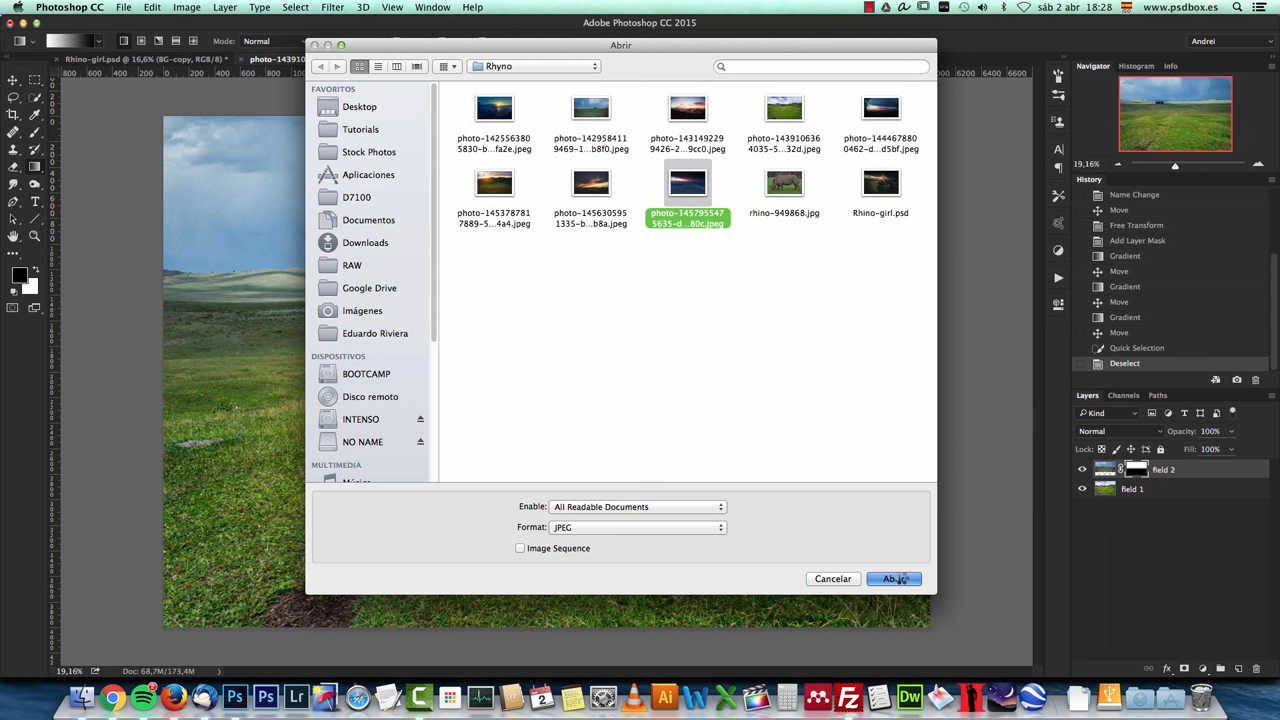 Photoshop CC File Edit Image Layer Type Select Filter 3D View Window Help
sáb 2 abr 18:28 www.psdbox.es
Adobe Photoshop CC 2015
Mode: Normal
Andrei
Rhino-girl.psd @ 16,6% (BG-copy, RGB/8) *
photo-143910
Abrir
Rhyno
FAVORITOS
Desktop
Tutorials
Stock Photos
Aplicaciones
D7100
Documentos
Downloads
RAW
Google Drive
Imágenes
Eduardo Riviera
DISPOSITIVOS
BOOTCAMP
Disco remoto
INTENSO
NO NAME
MULTIMEDIA
photo-142556380
5830-b...fa2e.jpeg
photo-142958411
9469-1...b8f0.jpeg
photo-143149229
9426-2...9cc0.jpeg
photo-143910636
4035-5...32d.jpeg
photo-144467880
0462-d...d5bf.jpeg
photo-145378781
7889-5...4a4.jpeg
photo-145630595
1335-b...b8a.jpeg
photo-145795547
5635-d...80c.jpeg
rhino-949868.jpg
Rhino-girl.psd
Enable: All Readable Documents
Format: JPEG
Image Sequence
Cancelar
Navigator Histogram Info
19,16%
History
Name Change
Move
Free Transform
Add Layer Mask
Gradient
Move
Gradient
Move
Gradient
Move
Quick Selection
Deselect
Layers Channels Paths
Kind
Normal Opacity: 100%
Lock: Fill: 100%
field 2
field 1
19,16% Doc: 68,7M/173,4M
Ps Ps Lr Ai Fz Dw